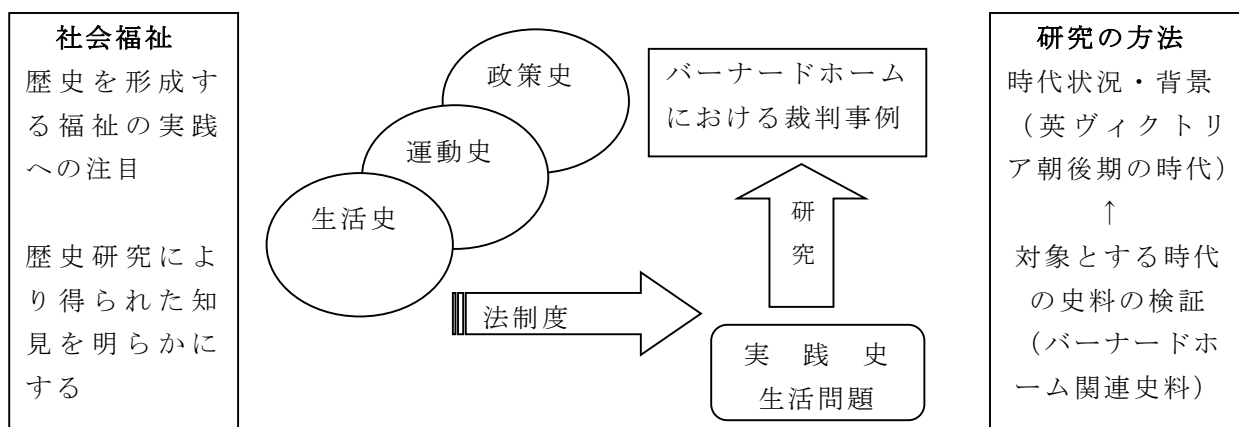 社会福祉
歴史を形成す
る福祉の実践
への注目
歴史研究によ
り得られた知
見を明らかに
する
政策史
運動史
生活史
法制度
バーナードホーム
における裁判事例
研
究
実　践　史
生活問題
研究の方法
時代状況・背景
（英ヴィクトリ
ア朝後期の時代）
↑
対象とする時代
の史料の検証
（バーナードホ
ーム関連史料）